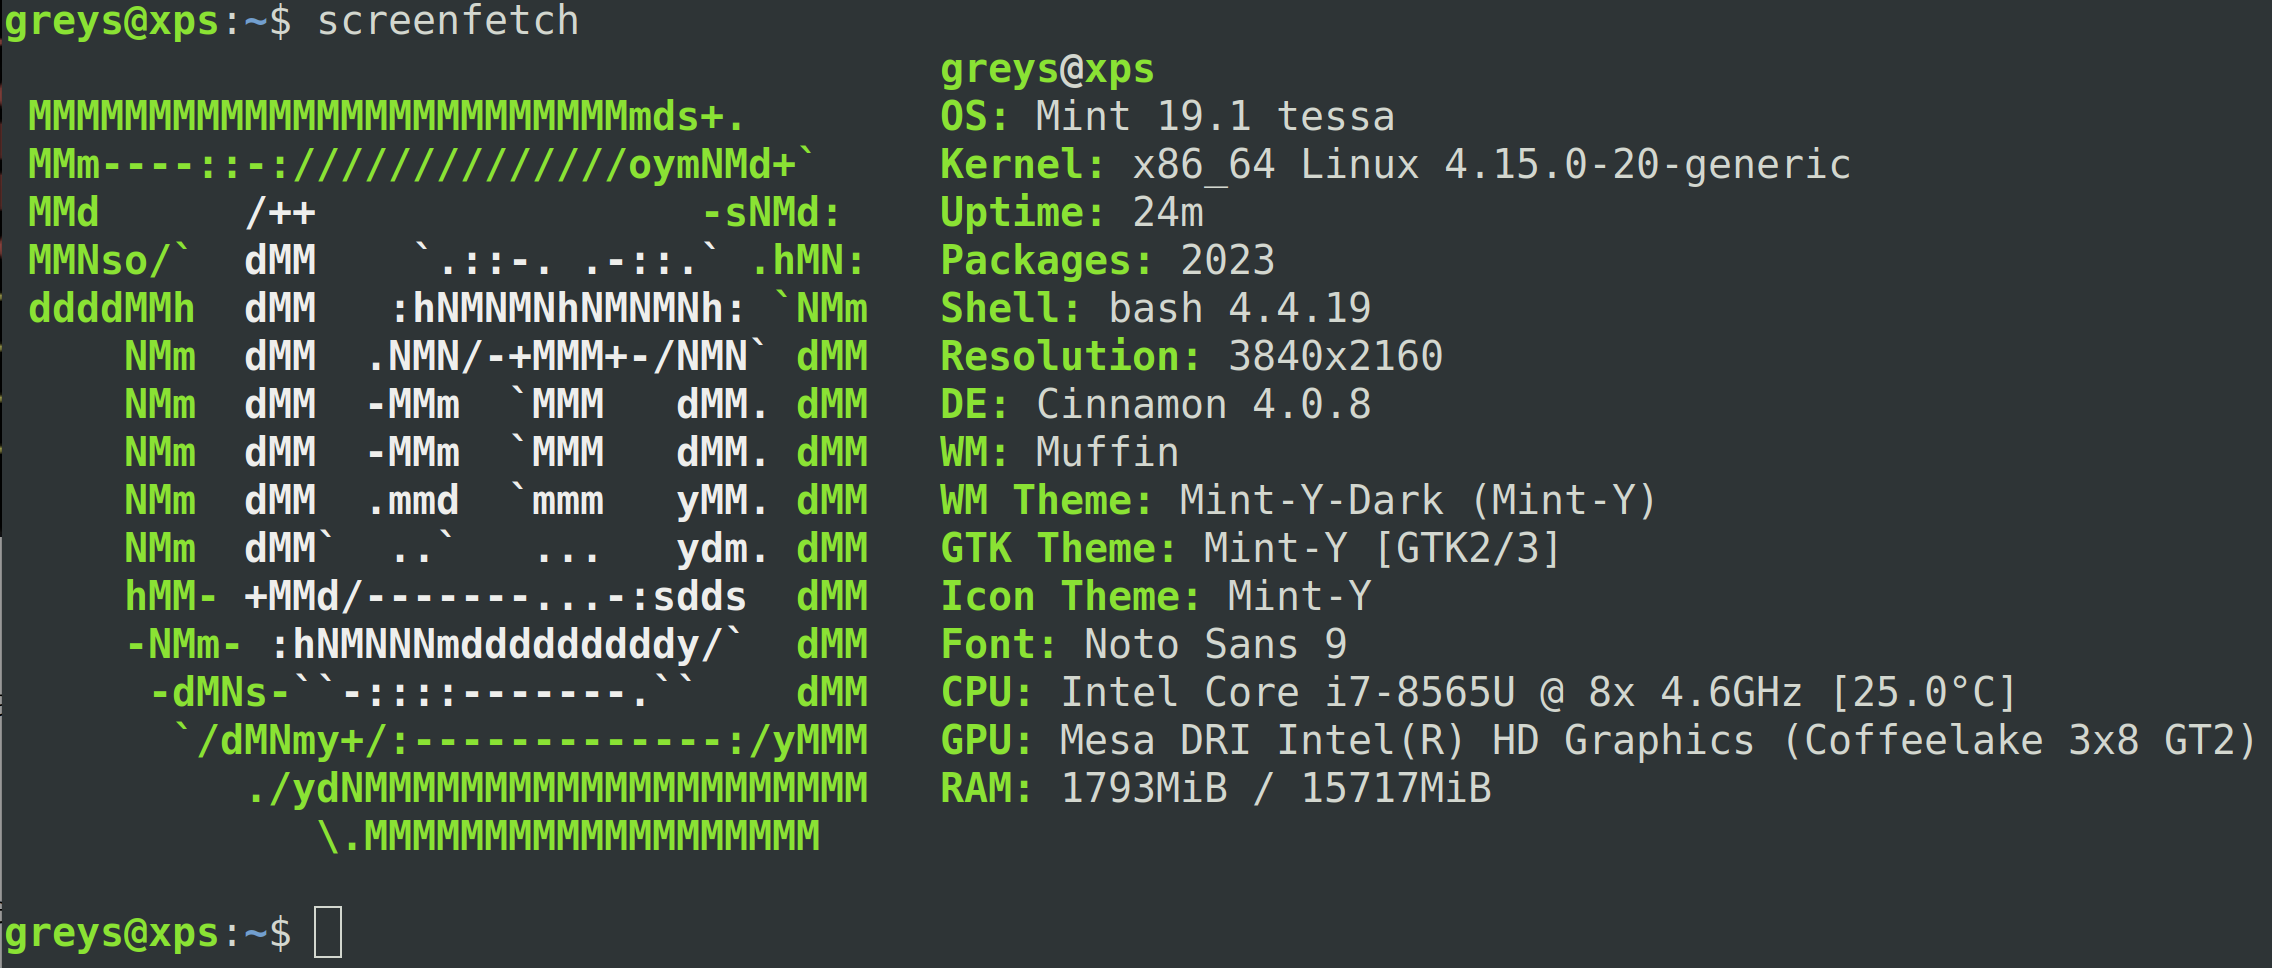 greys@xps:~$ screenfetch
                                       greys@xps
 MMMMMMMMMMMMMMMMMMMMMMMMMmds+.        OS: Mint 19.1 tessa
 MMm----::-://////////////oymNMd+`     Kernel: x86_64 Linux 4.15.0-20-generic
 MMd      /++                -sNMd:    Uptime: 24m
 MMNso/`  dMM    `.::-. .-::.` .hMN:   Packages: 2023
 ddddMMh  dMM   :hNMNMNhNMNMNh: `NMm   Shell: bash 4.4.19
     NMm  dMM  .NMN/-+MMM+-/NMN` dMM   Resolution: 3840x2160
     NMm  dMM  -MMm  `MMM   dMM. dMM   DE: Cinnamon 4.0.8
     NMm  dMM  -MMm  `MMM   dMM. dMM   WM: Muffin
     NMm  dMM  .mmd  `mmm   yMM. dMM   WM Theme: Mint-Y-Dark (Mint-Y)
     NMm  dMM`  ..`   ...   ydm. dMM   GTK Theme: Mint-Y [GTK2/3]
     hMM- +MMd/-------...-:sdds  dMM   Icon Theme: Mint-Y
     -NMm- :hNMNNNmdddddddddy/`  dMM   Font: Noto Sans 9
      -dMNs-``-::::-------.``    dMM   CPU: Intel Core i7-8565U @ 8x 4.6GHz [25.0°C]
       `/dMNmy+/:-------------:/yMMM   GPU: Mesa DRI Intel(R) HD Graphics (Coffeelake 3x8 GT2)
          ./ydNMMMMMMMMMMMMMMMMMMMMM   RAM: 1793MiB / 15717MiB
             \.MMMMMMMMMMMMMMMMMMM
greys@xps:~$